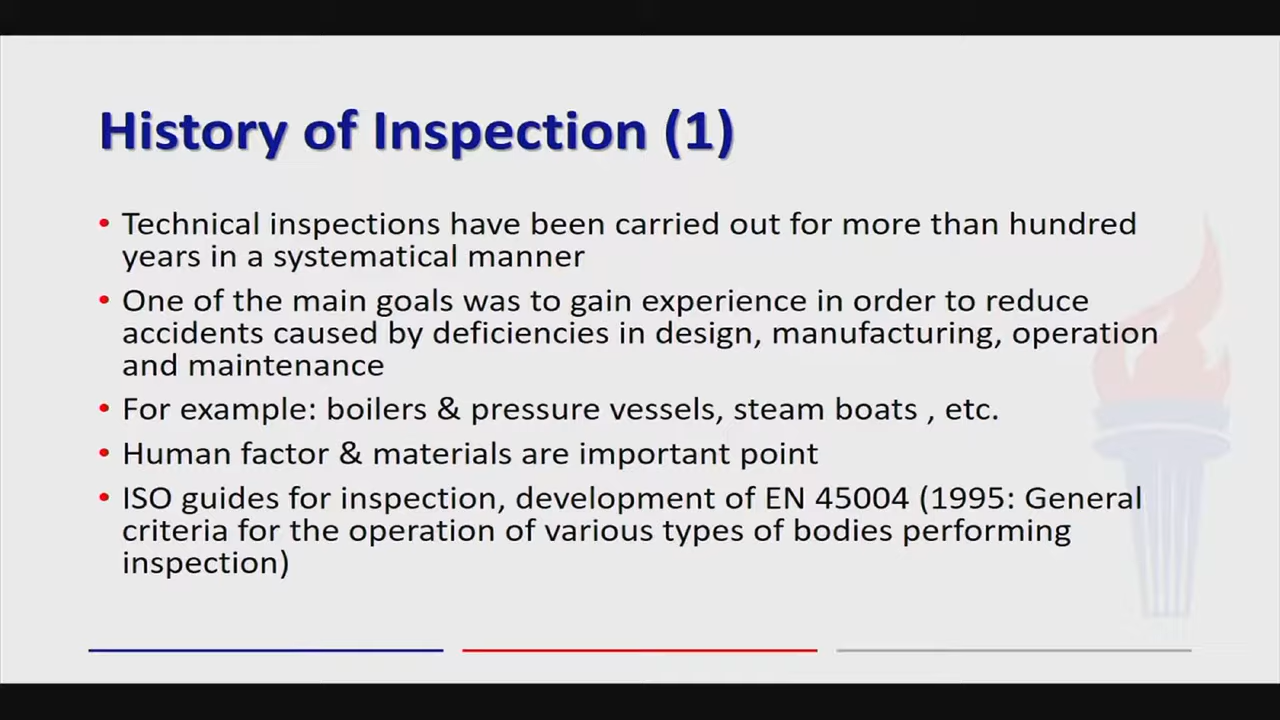 History of Inspection (1)
• Technical inspections have been carried out for more than hundred
years in a systematical manner
• One of the main goals was to gain experience in order to reduce
accidents caused by deficiencies in design, manufacturing, operation
and maintenance
• For example: boilers & pressure vessels, steam boats , etc.
• Human factor & materials are important point
• ISO guides for inspection, development of EN 45004 (1995: General
criteria for the operation of various types of bodies performing
inspection)